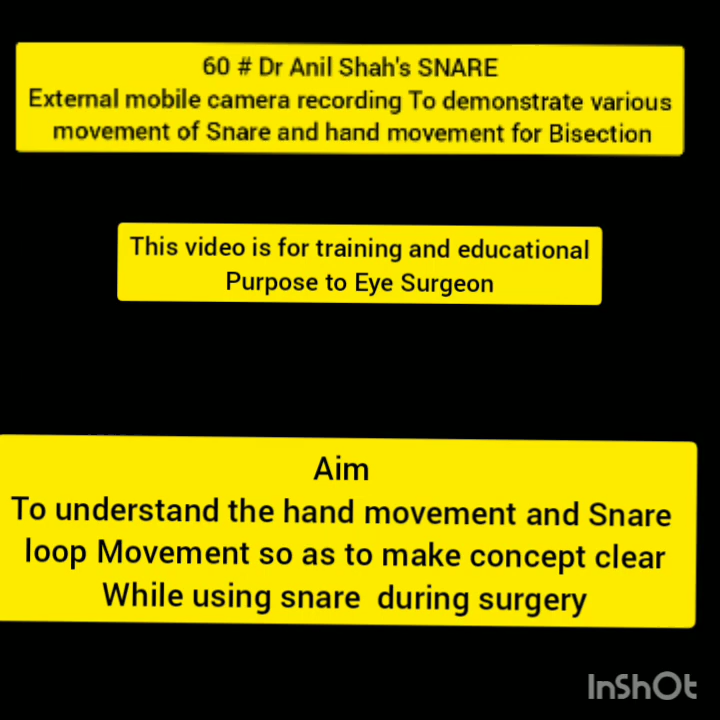 60 # Dr Anil Shah's SNARE
External mobile camera recording To demonstrate various
movement of Snare and hand movement for Bisection
This video is for training and educational
Purpose to Eye Surgeon
Aim
To understand the hand movement and Snare
loop Movement so as to make concept clear
While using snare during surgery
InShOt